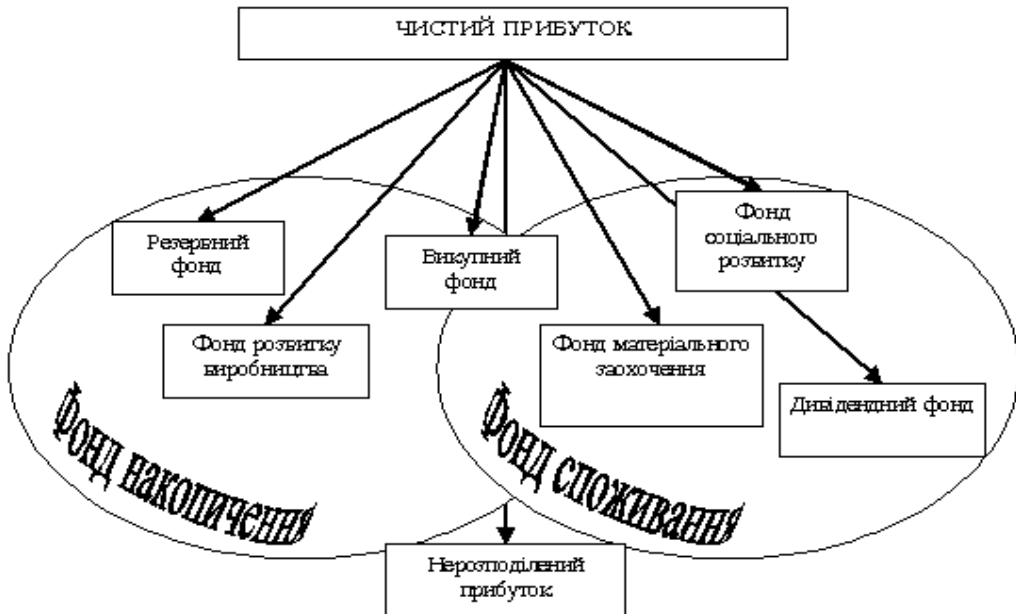 ЧИСТИЙ ПРИБУТОК
Резервний
фонд
Викупний
фонд
Фонд
соціального
розвитку
Фонд розвитку
виробництва
Фонд матеріального
заохочення
Дивідендний фонд
Фонд накопичення
Фонд споживання
Нерозподілений
прибуток